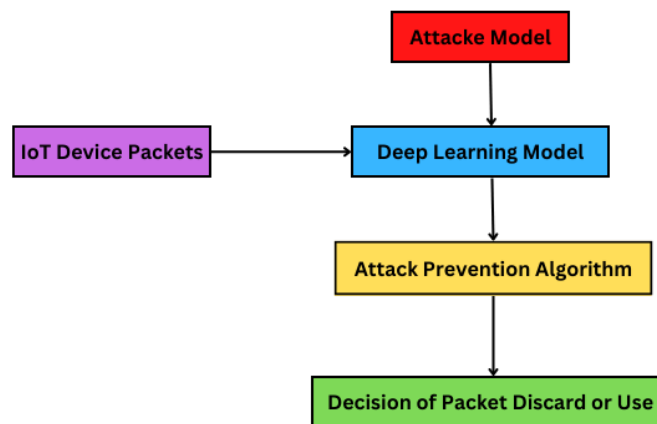 Attacke Model
IoT Device Packets
Deep Learning Model
Attack Prevention Algorithm
Decision of Packet Discard or Use